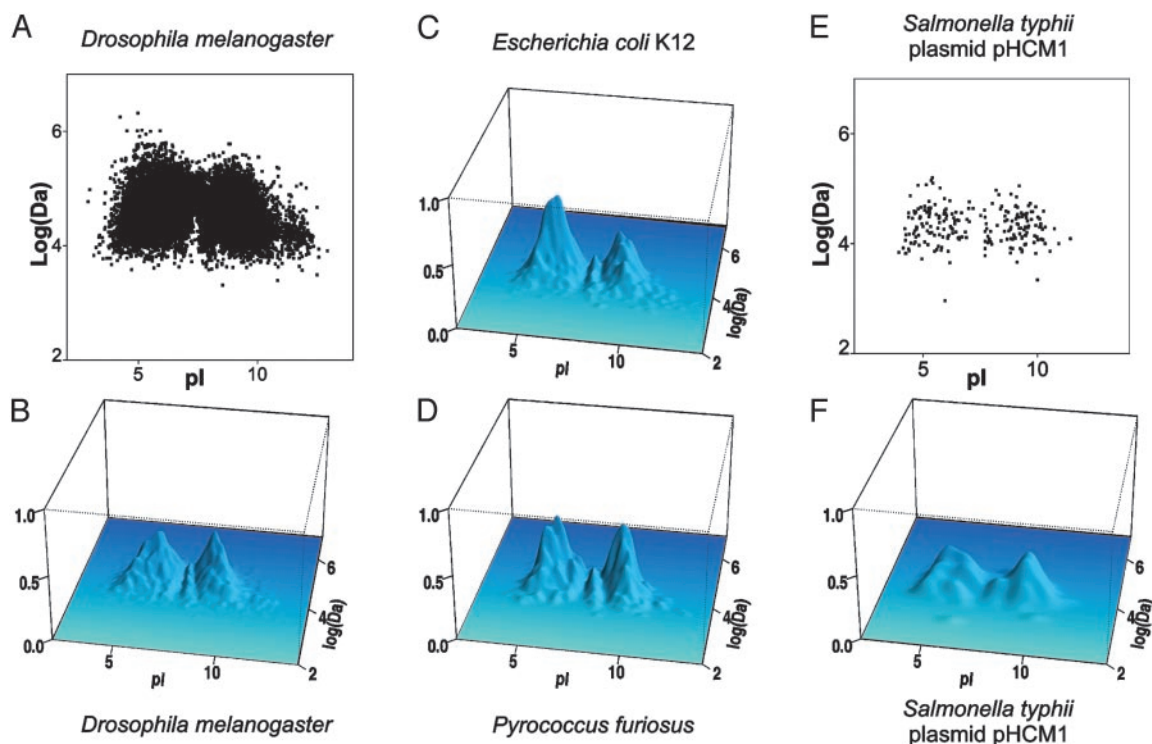 A
Drosophila melanogaster
6
4
2
Log(Da)
5
10
pI
B
1.0
0.5
0.0
5
10
pI
2
4
6
log(Da)
Drosophila melanogaster
C
Escherichia coli K12
1.0
0.5
0.0
5
10
pI
2
4
6
log(Da)
D
1.0
0.5
0.0
5
10
pI
2
4
6
log(Da)
Pyrococcus furiosus
E
Salmonella typhii
plasmid pHCM1
6
4
2
Log(Da)
5
10
pI
F
1.0
0.5
0.0
5
10
pI
2
4
6
log(Da)
Salmonella typhii
plasmid pHCM1